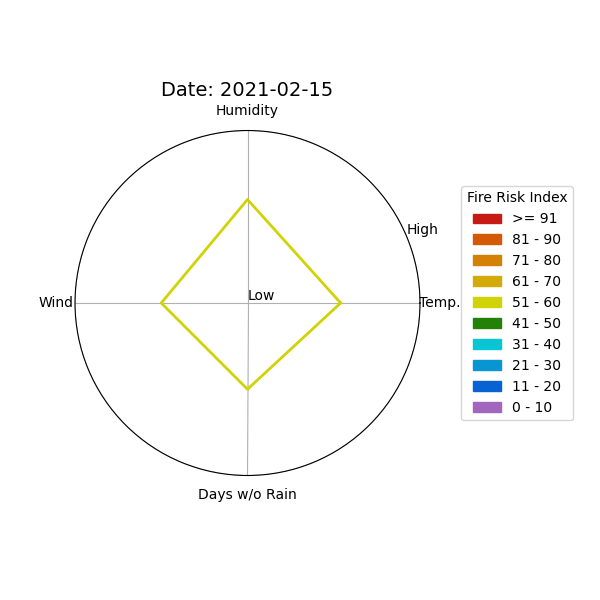 Date: 2021-02-15
Humidity
High
Low
Wind
Temp.
Days w/o Rain
Fire Risk Index
>= 91
81 - 90
71 - 80
61 - 70
51 - 60
41 - 50
31 - 40
21 - 30
11 - 20
0 - 10